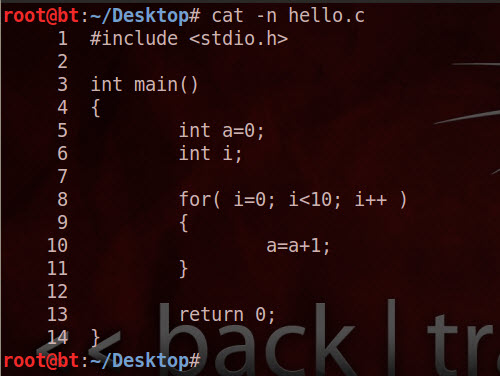 root@bt:~/Desktop# cat -n hello.c
     1  #include <stdio.h>
     2
     3  int main()
     4  {
     5          int a=0;
     6          int i;
     7
     8          for( i=0; i<10; i++ )
     9          {
    10                  a=a+1;
    11          }
    12
    13          return 0;
    14  }
root@bt:~/Desktop#
<< back | tr